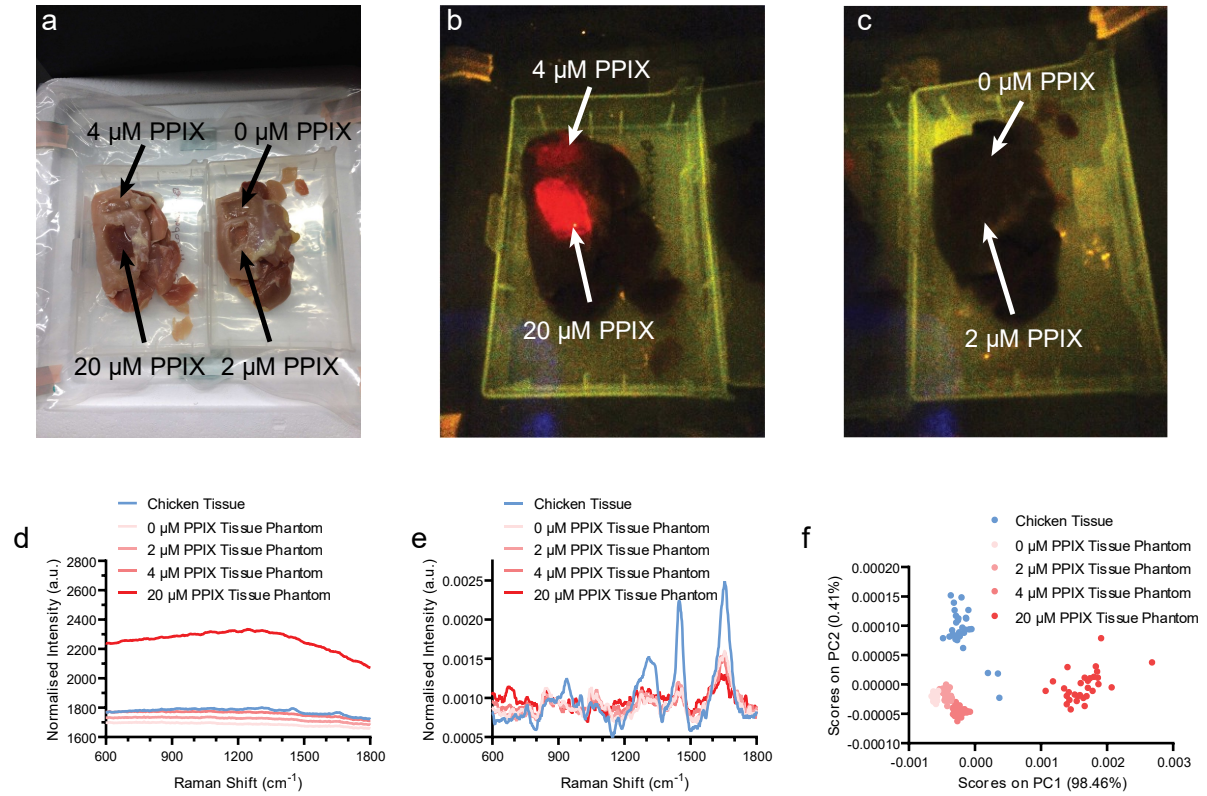 a
4 µM PPIX
0 µM PPIX
20 µM PPIX
2 µM PPIX
b
4 µM PPIX
20 µM PPIX
c
0 µM PPIX
2 µM PPIX
d
Chicken Tissue
0 µM PPIX Tissue Phantom
2 µM PPIX Tissue Phantom
4 µM PPIX Tissue Phantom
20 µM PPIX Tissue Phantom
Normalised Intensity (a.u.)
2800
2600
2400
2200
2000
1800
1600
600
900
1200
1500
1800
Raman Shift (cm⁻¹)
e
Chicken Tissue
0 µM PPIX Tissue Phantom
2 µM PPIX Tissue Phantom
4 µM PPIX Tissue Phantom
20 µM PPIX Tissue Phantom
Normalised Intensity (a.u.)
0.0025
0.0020
0.0015
0.0010
0.0005
600
900
1200
1500
1800
Raman Shift (cm⁻¹)
f
Chicken Tissue
0 µM PPIX Tissue Phantom
2 µM PPIX Tissue Phantom
4 µM PPIX Tissue Phantom
20 µM PPIX Tissue Phantom
Scores on PC2 (0.41%)
0.00020
0.00015
0.00010
0.00005
0.00000
-0.00005
-0.00010
-0.001
0.000
0.001
0.002
0.003
Scores on PC1 (98.46%)